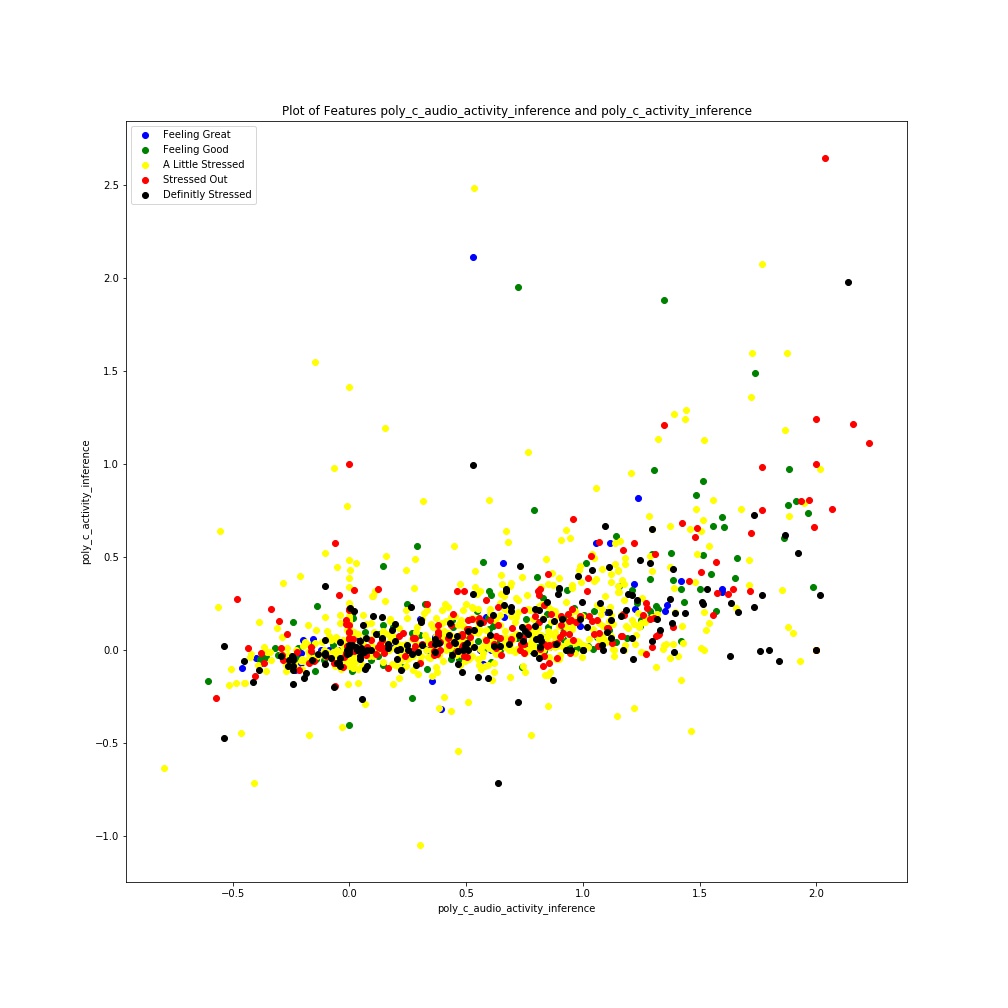 Plot of Features poly_c_audio_activity_inference and poly_c_activity_inference
Feeling Great
Feeling Good
A Little Stressed
Stressed Out
Definitly Stressed
2.5
2.0
1.5
1.0
0.5
0.0
−0.5
−1.0
poly_c_activity_inference
−0.5
0.0
0.5
1.0
1.5
2.0
poly_c_audio_activity_inference